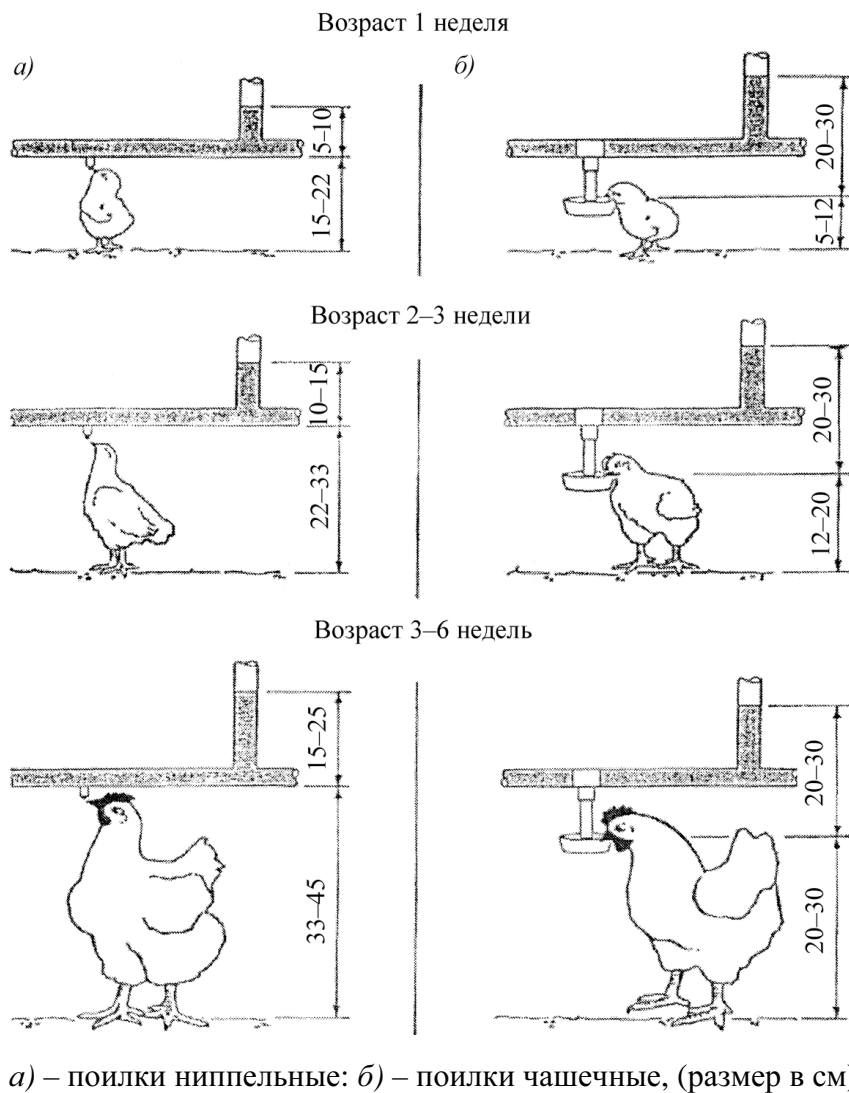 Возраст 1 неделя
а)
б)
5–10
15–22
20–30
5–12
Возраст 2–3 недели
10–15
22–33
20–30
12–20
Возраст 3–6 недель
15–25
33–45
20–30
20–30
а) – поилки ниппельные: б) – поилки чашечные, (размер в см)